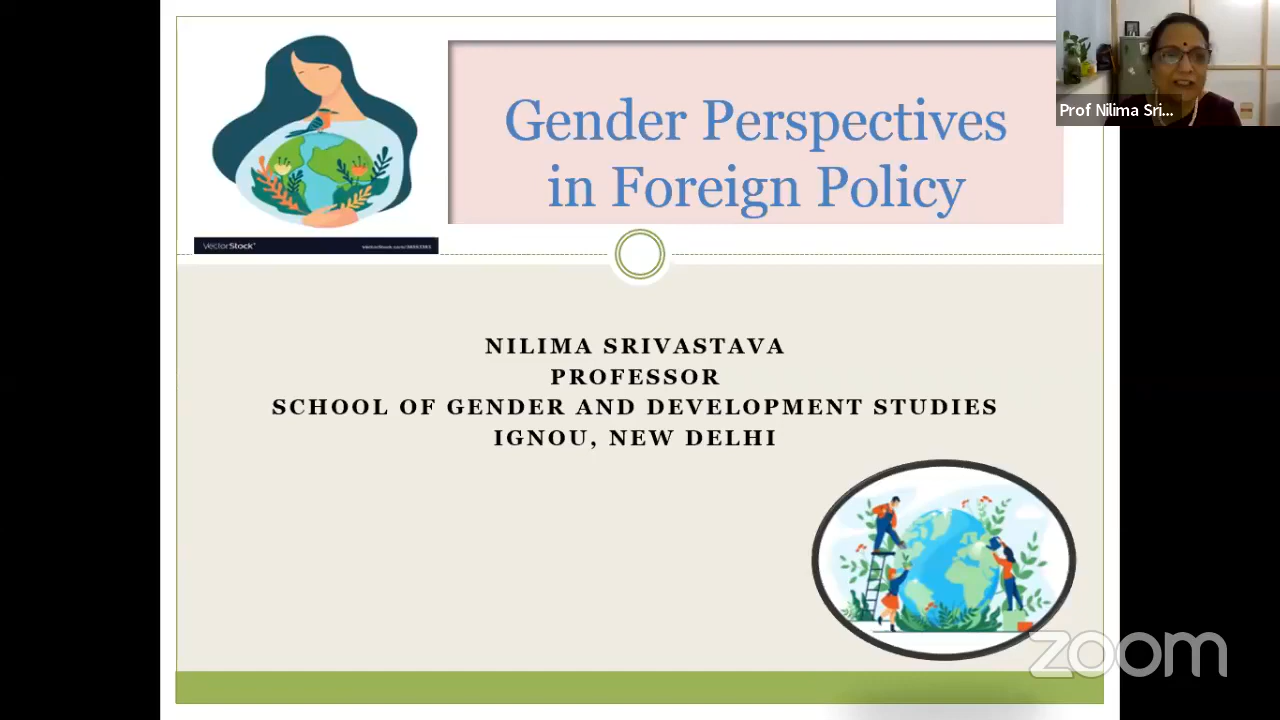 Gender Perspectives
in Foreign Policy
Prof Nilima Sri...
VectorStock®
NILIMA SRIVASTAVA
PROFESSOR
SCHOOL OF GENDER AND DEVELOPMENT STUDIES
IGNOU, NEW DELHI
zoom